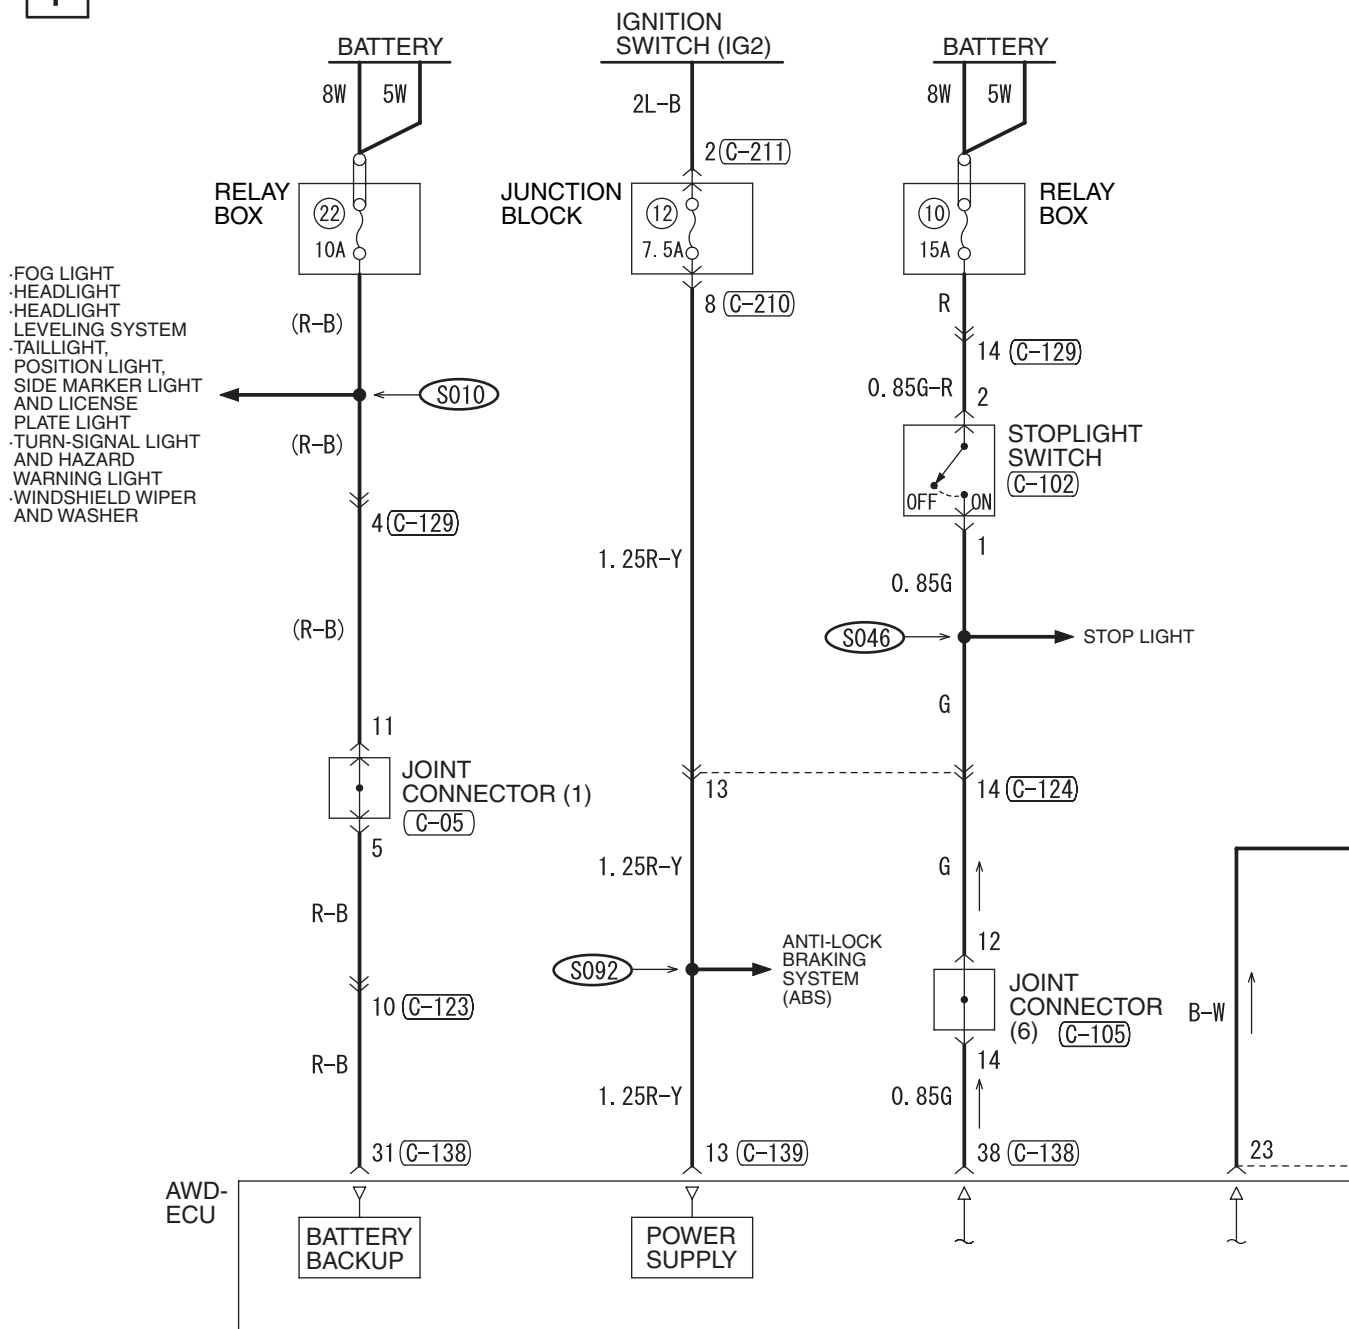 BATTERY
8W 5W
RELAY
BOX
22
10A
(R-B)
·FOG LIGHT
·HEADLIGHT
·HEADLIGHT
LEVELING SYSTEM
·TAILLIGHT,
POSITION LIGHT,
SIDE MARKER LIGHT
AND LICENSE
PLATE LIGHT
·TURN-SIGNAL LIGHT
AND HAZARD
WARNING LIGHT
·WINDSHIELD WIPER
AND WASHER
S010
(R-B)
4 C-129
(R-B)
11
JOINT
CONNECTOR (1)
C-05
5
R-B
10 C-123
R-B
31 C-138
IGNITION
SWITCH (IG2)
2L-B
2 C-211
JUNCTION
BLOCK
12
7.5A
8 C-210
1.25R-Y
13
1.25R-Y
S092
ANTI-LOCK
BRAKING
SYSTEM
(ABS)
1.25R-Y
13 C-139
BATTERY
8W 5W
RELAY
BOX
10
15A
R
14 C-129
0.85G-R
2
STOPLIGHT
SWITCH
C-102
OFF ON
1
0.85G
S046
STOP LIGHT
G
14 C-124
G
12
JOINT
CONNECTOR
(6) C-105
14
0.85G
38 C-138
B-W
23
AWD-
ECU
BATTERY
BACKUP
POWER
SUPPLY